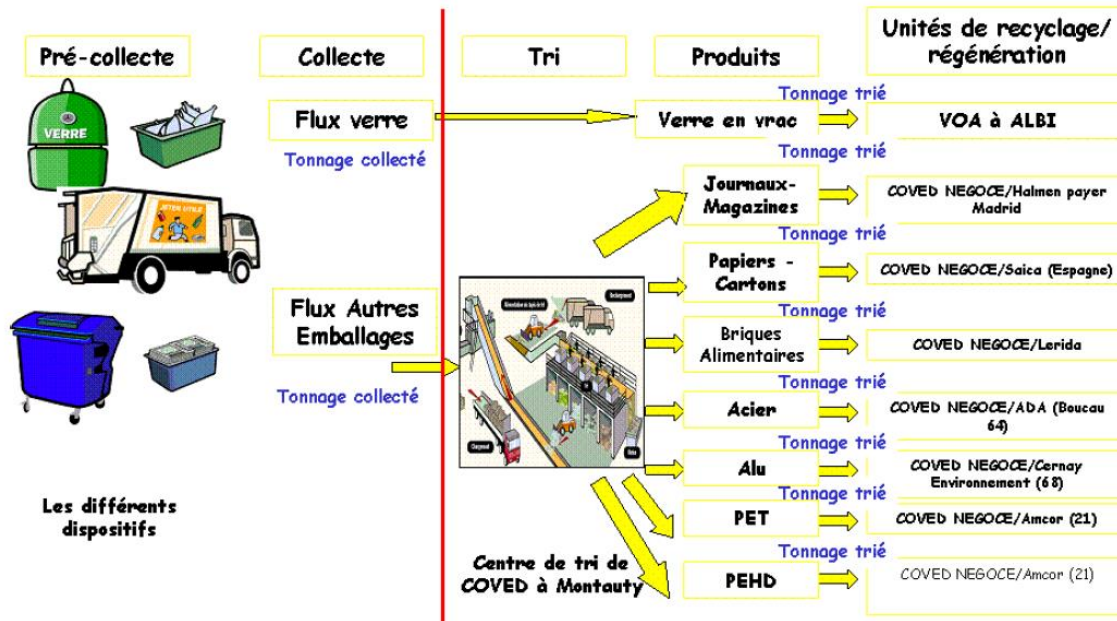 Pré-collecte
Collecte
Tri
Produits
Unités de recyclage/
régénération
VERRE
JETER UTILE
Flux verre
Tonnage collecté
Verre en vrac
Tonnage trié
VOA à ALBI
Tonnage trié
Journaux-
Magazines
COVED NEGOCE/Halmen payer
Madrid
Tonnage trié
Flux Autres
Emballages
Tonnage collecté
Papiers -
Cartons
COVED NEGOCE/Saica (Espagne)
Tonnage trié
Briques
Alimentaires
COVED NEGOCE/Lerida
Tonnage trié
Acier
COVED NEGOCE/ADA (Boucau
64)
Tonnage trié
Alu
COVED NEGOCE/Cernay
Environnement (68)
Tonnage trié
PET
COVED NEGOCE/Amcor (21)
Tonnage trié
PEHD
COVED NEGOCE/Amcor (21)
Les différents
dispositifs
Centre de tri de
COVED à Montauty